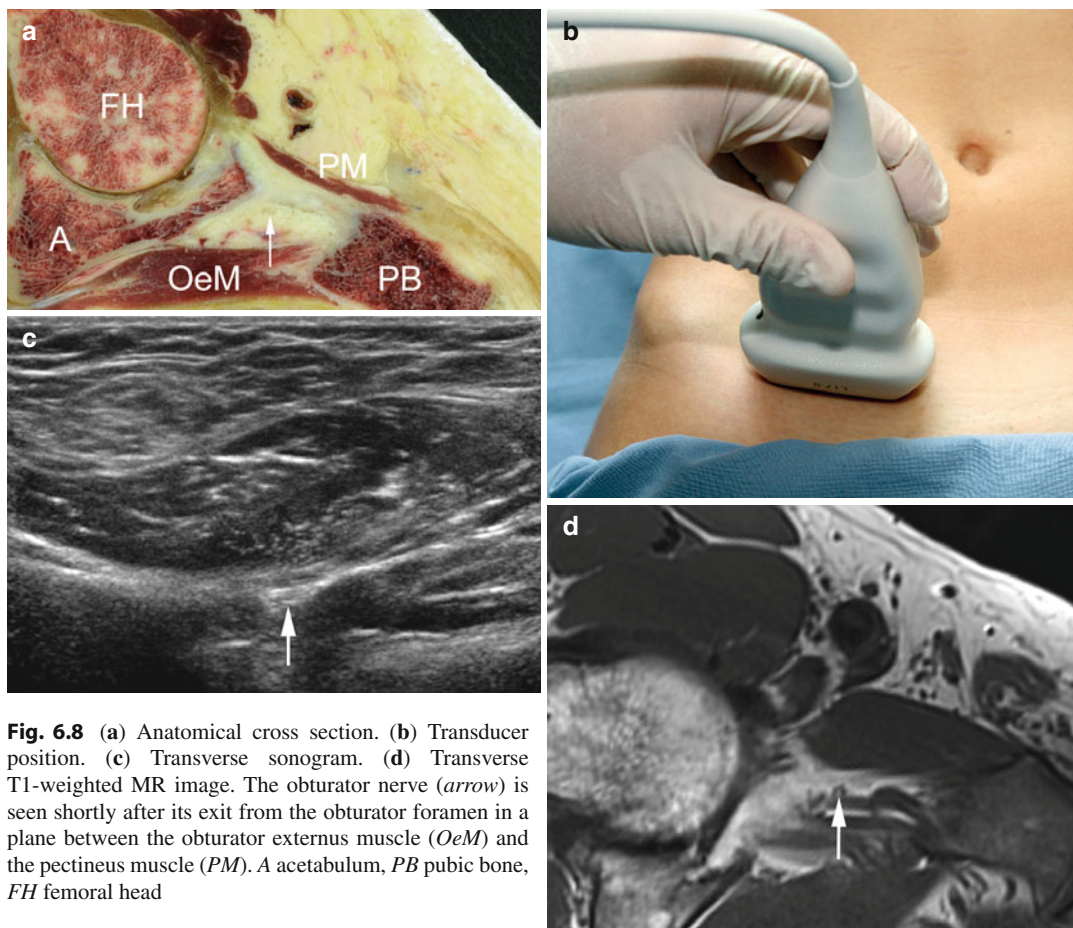 a
FH
PM
A
OeM
PB
b
c
d
Fig. 6.8 (a) Anatomical cross section. (b) Transducer
position. (c) Transverse sonogram. (d) Transverse
T1-weighted MR image. The obturator nerve (arrow) is
seen shortly after its exit from the obturator foramen in a
plane between the obturator externus muscle (OeM) and
the pectineus muscle (PM). A acetabulum, PB pubic bone,
FH femoral head